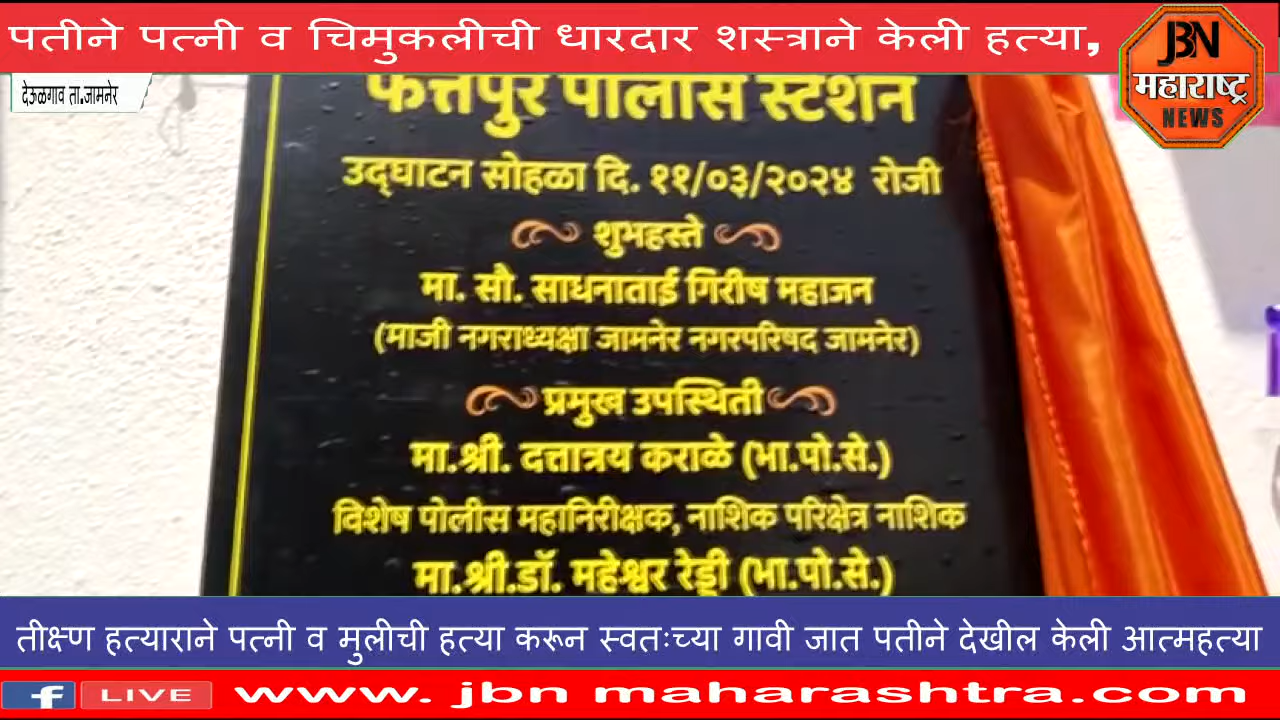 पतीने पत्नी व चिमुकलीची धारदार शस्त्राने केली हत्या,
JBN
महाराष्ट्र
NEWS
देऊळगाव ता.जामनेर
फत्तेपुर पोलीस स्टेशन
उद्घाटन सोहळा दि. ११/०३/२०२४ रोजी
शुभहस्ते
मा. सौ. साधनाताई गिरीष महाजन
(माजी नगराध्यक्षा जामनेर नगरपरिषद जामनेर)
प्रमुख उपस्थिती
मा.श्री. दत्तात्रय कराळे (भा.पो.से.)
विशेष पोलीस महानिरीक्षक, नाशिक परिक्षेत्र नाशिक
मा.श्री.डॉ. महेश्वर रेड्डी (भा.पो.से.)
तीक्ष्ण हत्याराने पत्नी व मुलीची हत्या करून स्वतःच्या गावी जात पतीने देखील केली आत्महत्या
f LIVE www. jbn maharashtra.com